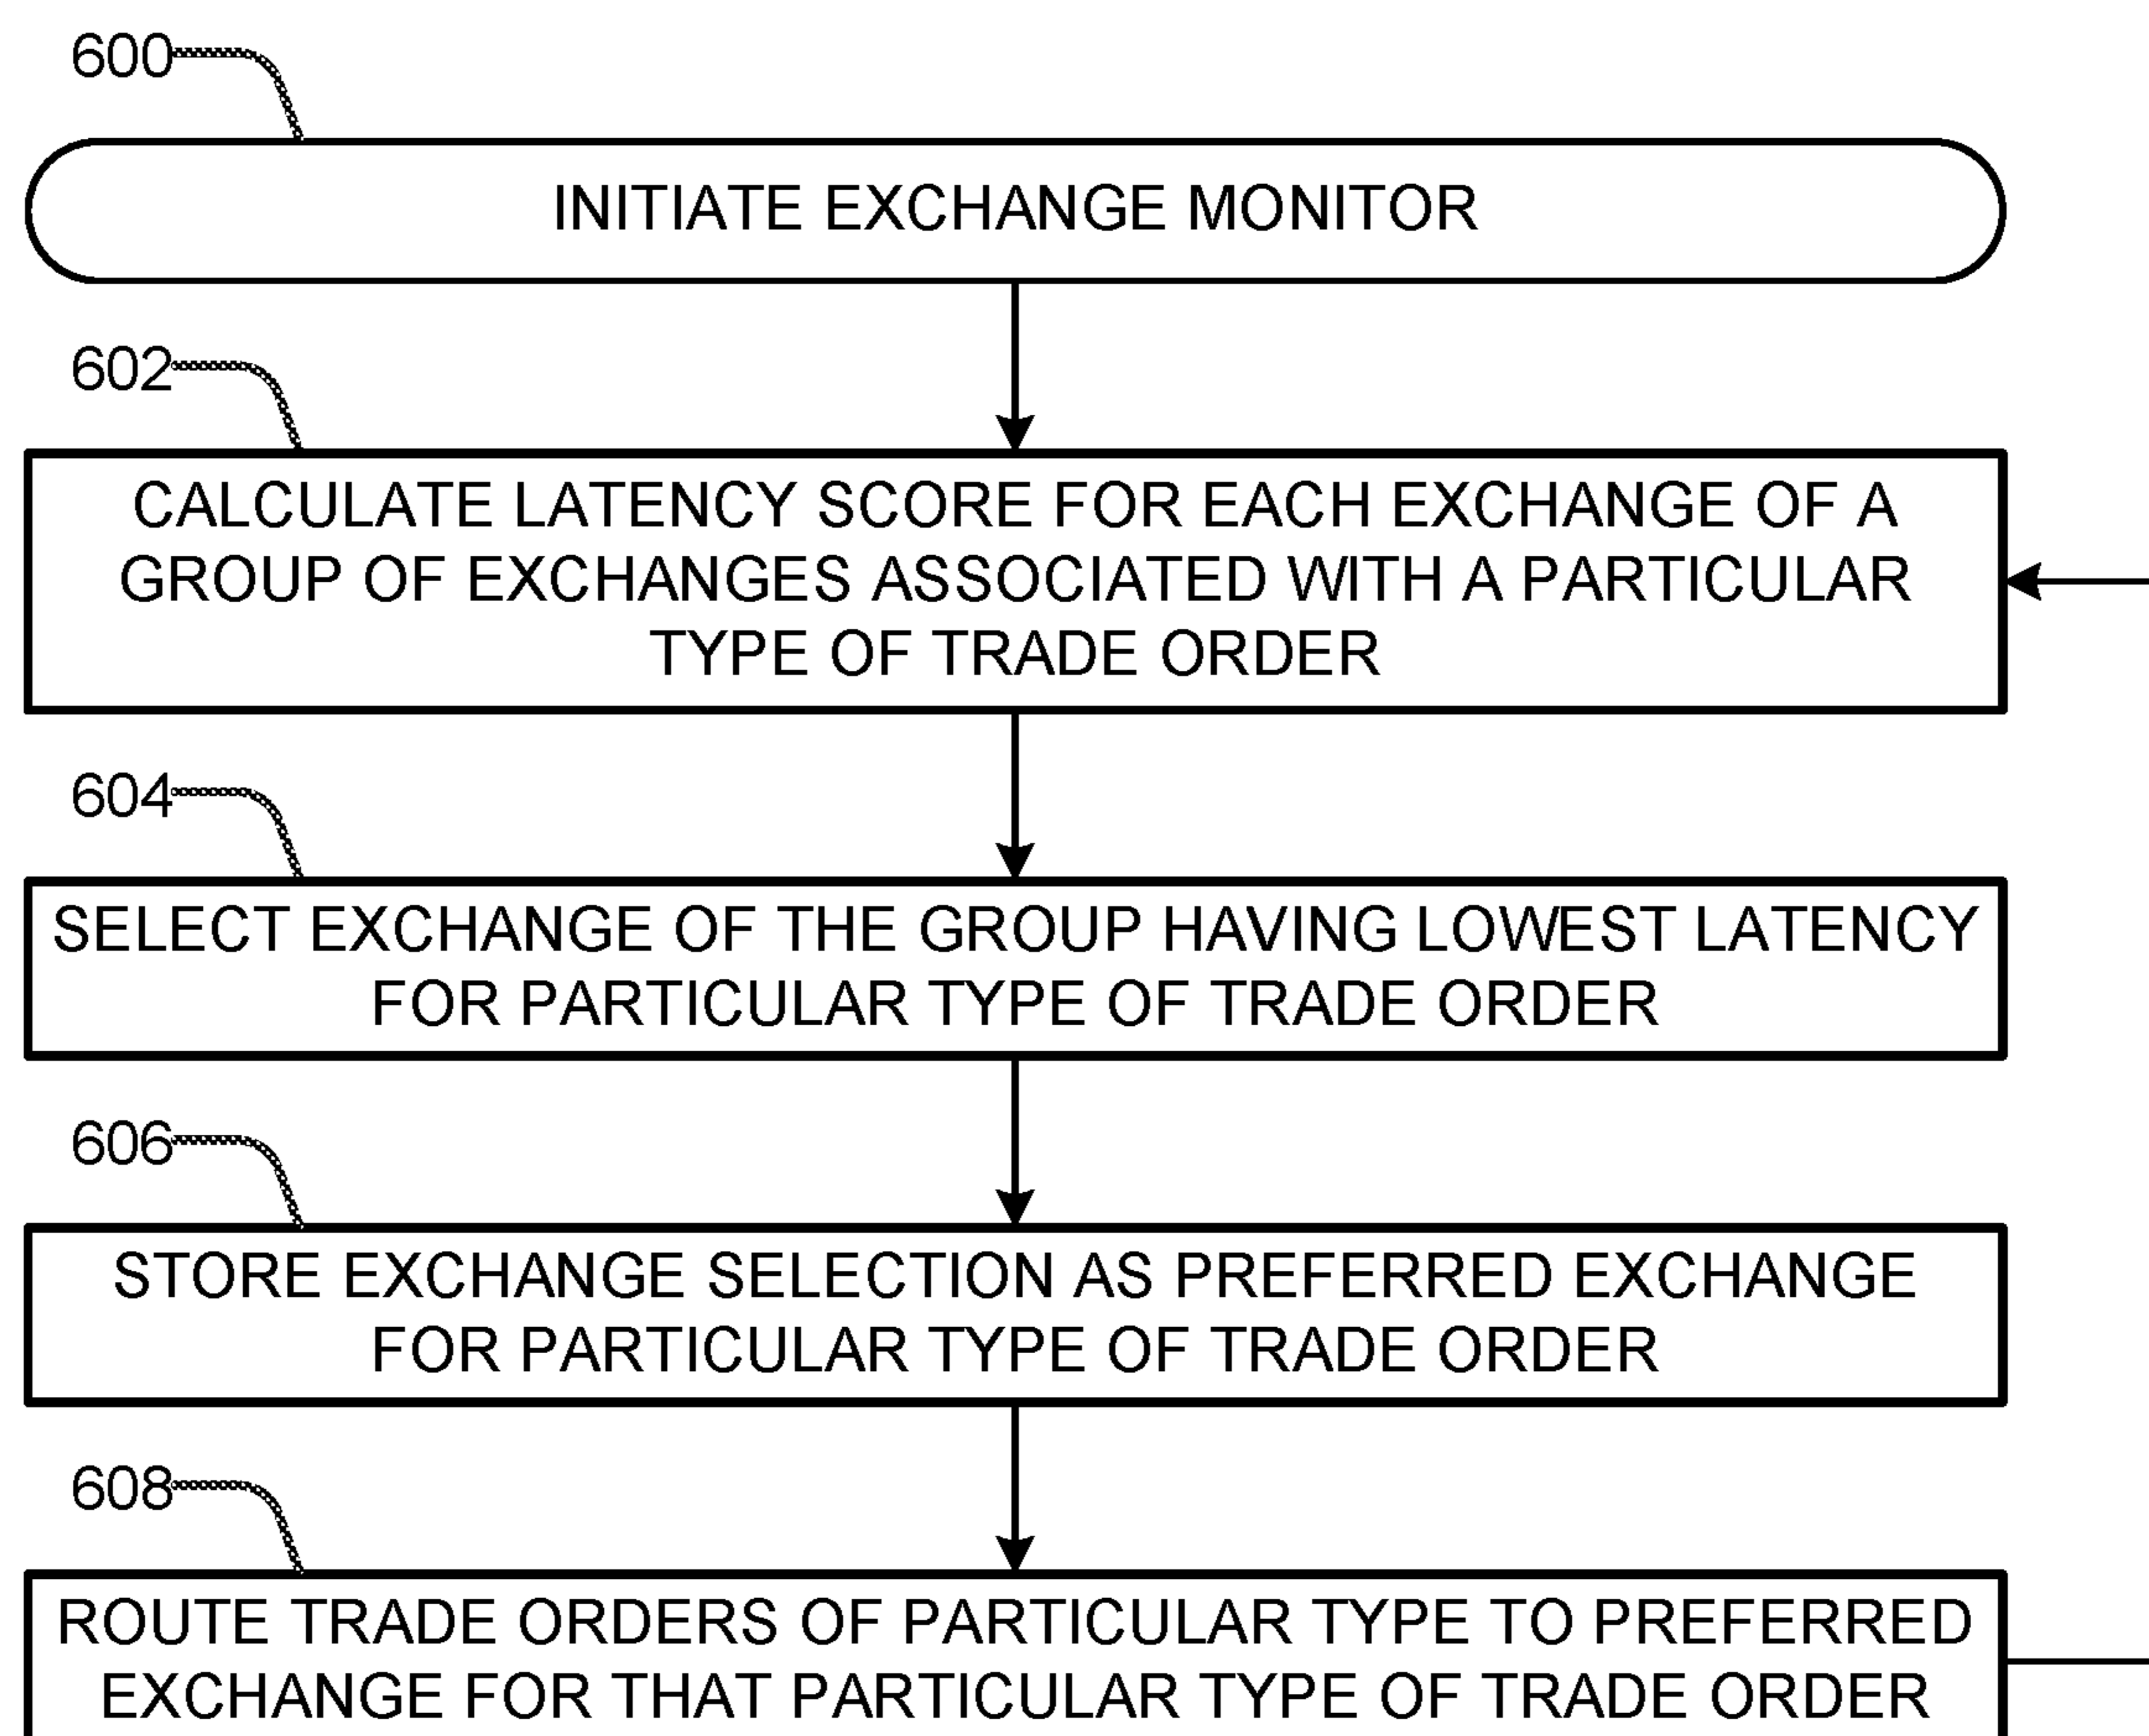 600
INITIATE EXCHANGE MONITOR
602
CALCULATE LATENCY SCORE FOR EACH EXCHANGE OF A
GROUP OF EXCHANGES ASSOCIATED WITH A PARTICULAR
TYPE OF TRADE ORDER
604
SELECT EXCHANGE OF THE GROUP HAVING LOWEST LATENCY
FOR PARTICULAR TYPE OF TRADE ORDER
606
STORE EXCHANGE SELECTION AS PREFERRED EXCHANGE
FOR PARTICULAR TYPE OF TRADE ORDER
608
ROUTE TRADE ORDERS OF PARTICULAR TYPE TO PREFERRED
EXCHANGE FOR THAT PARTICULAR TYPE OF TRADE ORDER